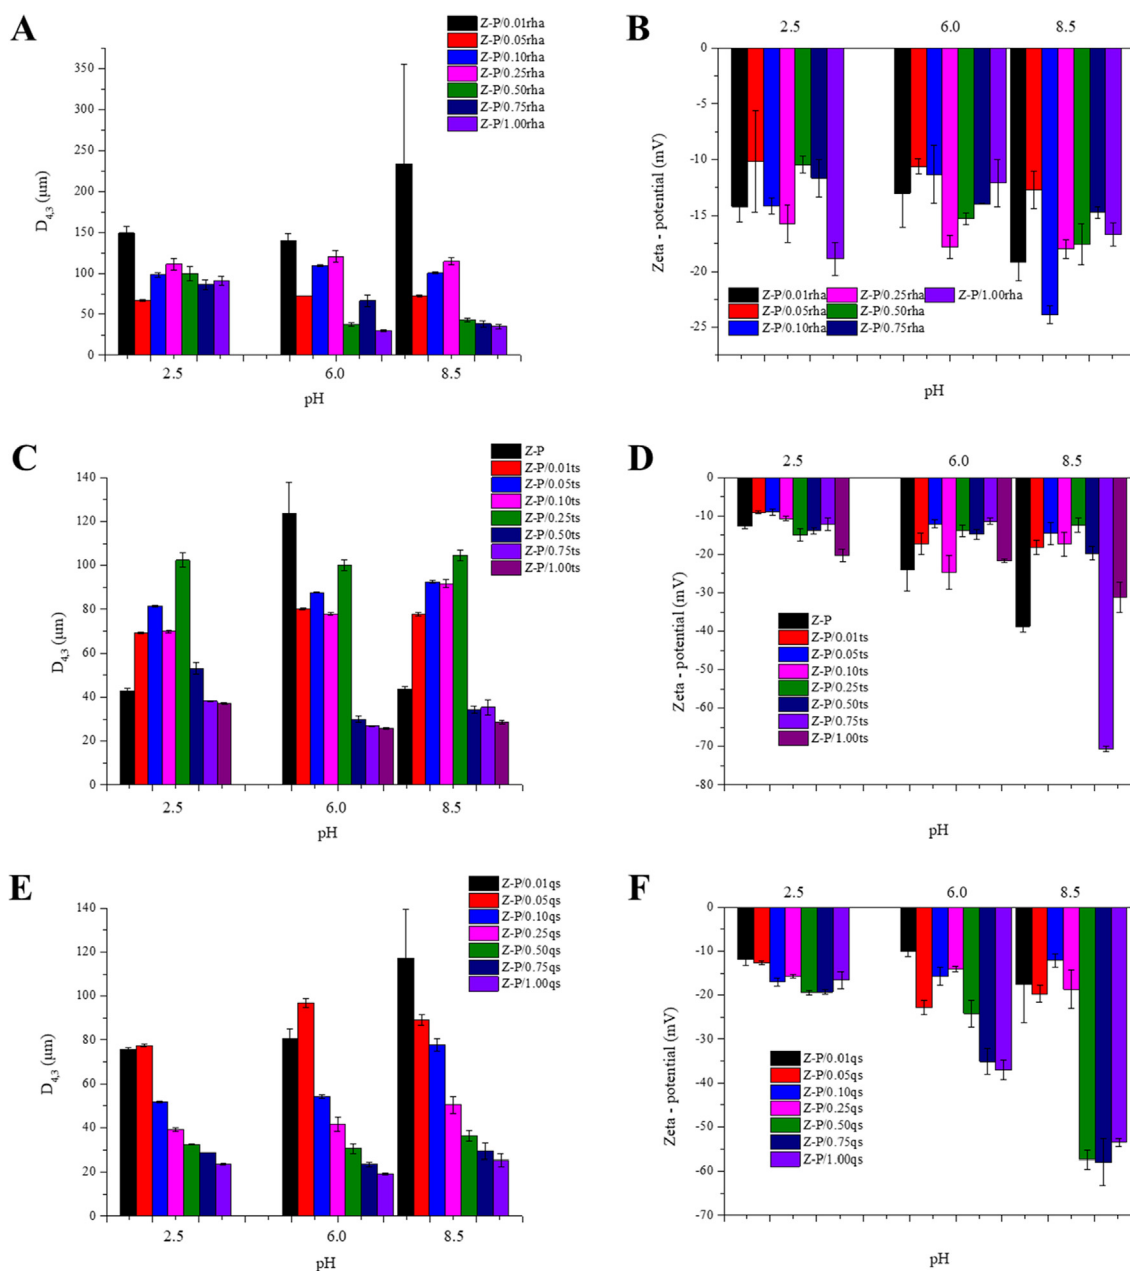 A
Z-P/0.01rha
Z-P/0.05rha
Z-P/0.10rha
Z-P/0.25rha
Z-P/0.50rha
Z-P/0.75rha
Z-P/1.00rha
350
300
250
200
150
100
50
0
D4,3 (μm)
2.5 6.0 8.5
pH
B
2.5 6.0 8.5
0
-5
-10
-15
-20
-25
Zeta - potential (mV)
Z-P/0.01rha Z-P/0.25rha Z-P/1.00rha
Z-P/0.05rha Z-P/0.50rha
Z-P/0.10rha Z-P/0.75rha
pH
C
Z-P
Z-P/0.01ts
Z-P/0.05ts
Z-P/0.10ts
Z-P/0.25ts
Z-P/0.50ts
Z-P/0.75ts
Z-P/1.00ts
140
120
100
80
60
40
20
0
D4,3 (μm)
2.5 6.0 8.5
pH
D
2.5 6.0 8.5
0
-10
-20
-30
-40
-50
-60
-70
-80
Zeta - potential (mV)
Z-P
Z-P/0.01ts
Z-P/0.05ts
Z-P/0.10ts
Z-P/0.25ts
Z-P/0.50ts
Z-P/0.75ts
Z-P/1.00ts
pH
E
Z-P/0.01qs
Z-P/0.05qs
Z-P/0.10qs
Z-P/0.25qs
Z-P/0.50qs
Z-P/0.75qs
Z-P/1.00qs
140
120
100
80
60
40
20
0
D4,3 (μm)
2.5 6.0 8.5
pH
F
2.5 6.0 8.5
0
-10
-20
-30
-40
-50
-60
-70
Zeta - potential (mV)
Z-P/0.01qs
Z-P/0.05qs
Z-P/0.10qs
Z-P/0.25qs
Z-P/0.50qs
Z-P/0.75qs
Z-P/1.00qs
pH